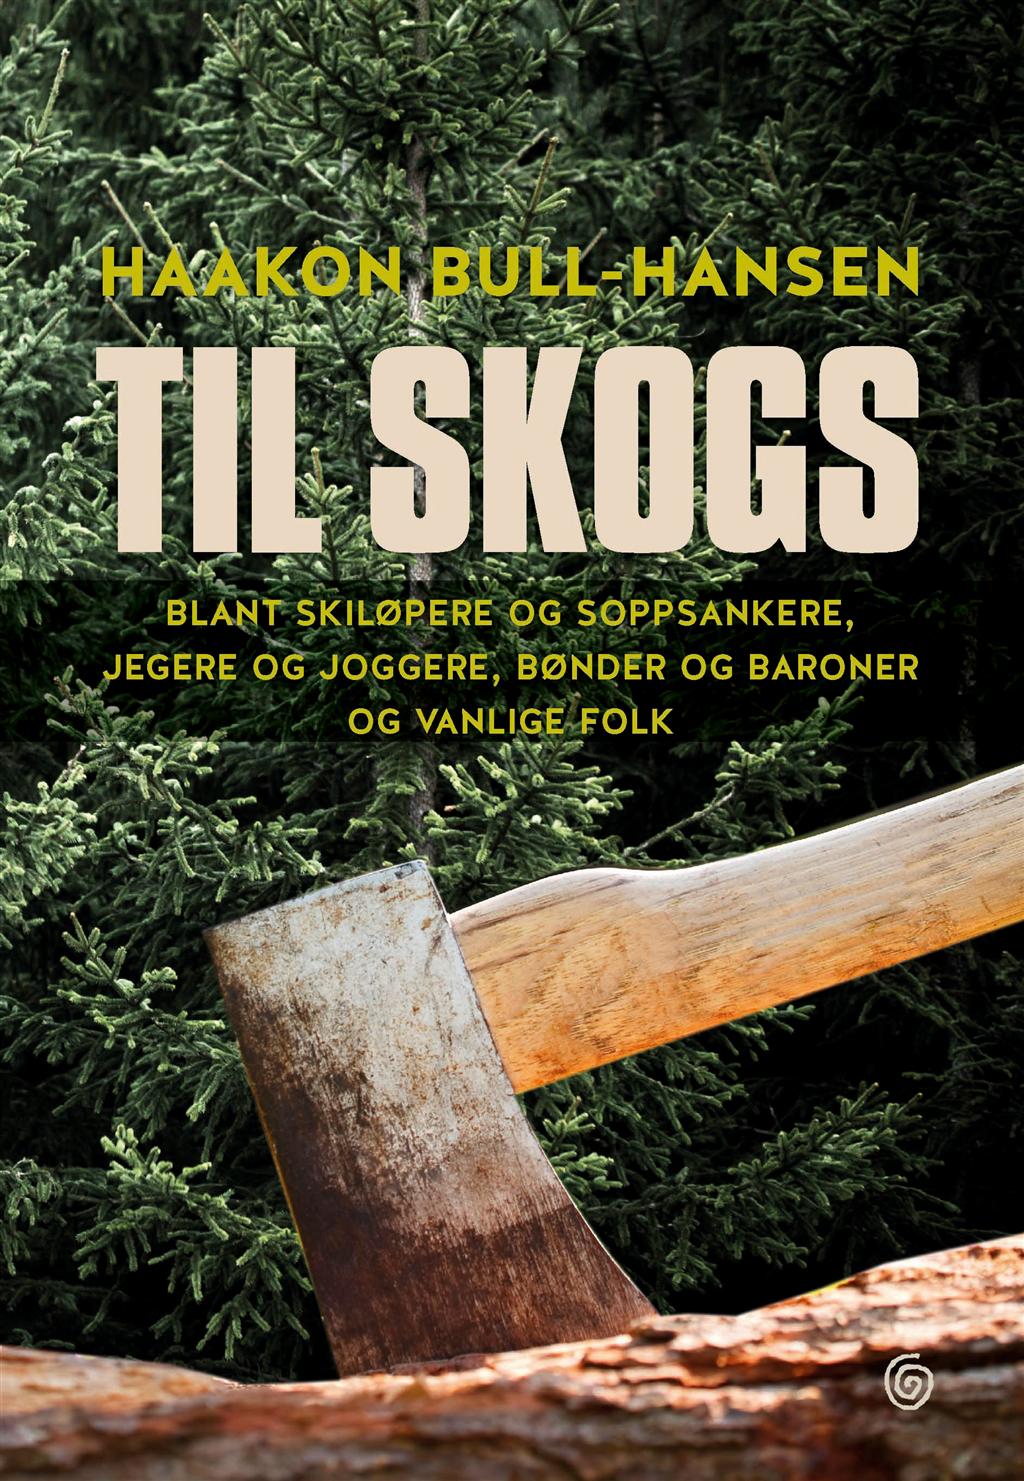 HAAKON BULL-HANSEN
TIL SKOGS
BLANT SKILØPERE OG SOPPSANKERE,
JEGERE OG JOGGERE, BØNDER OG BARONER
OG VANLIGE FOLK